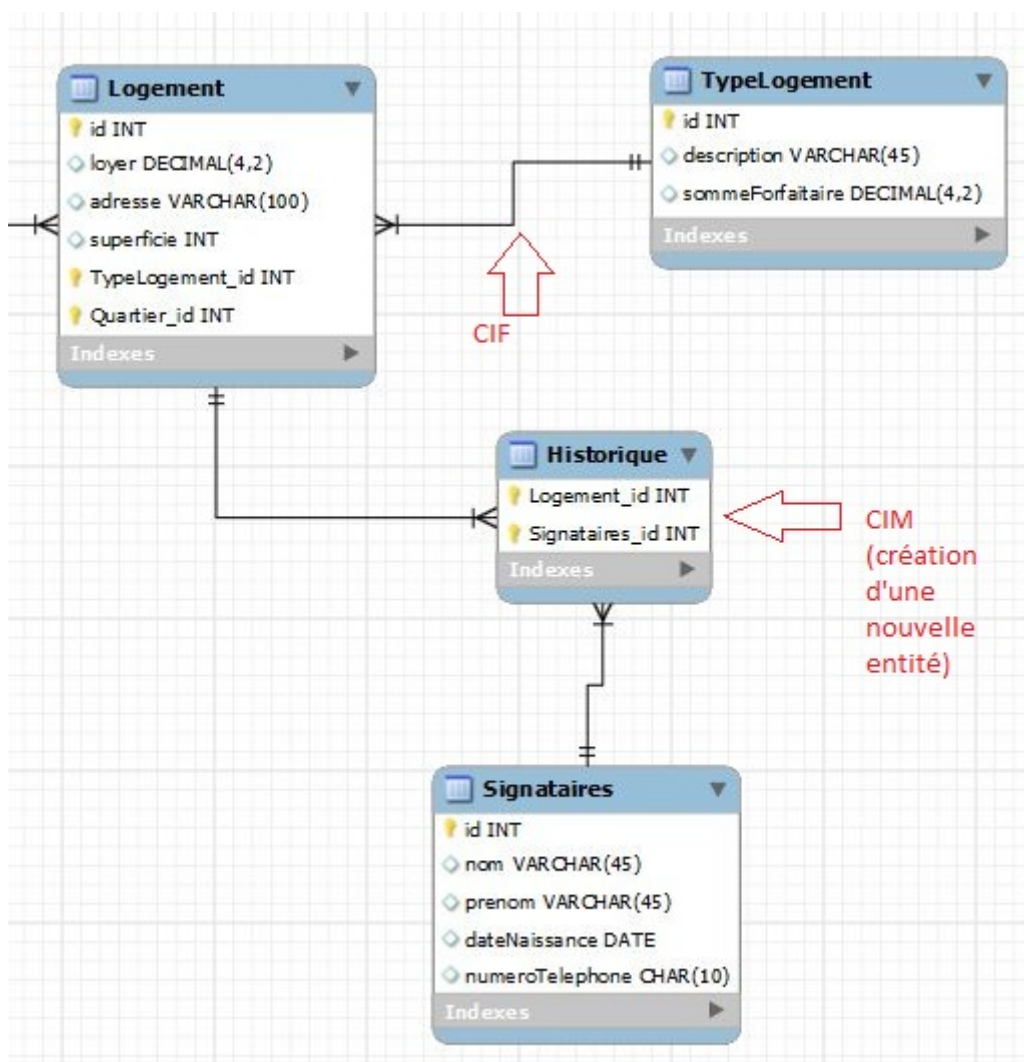 Logement
id INT
loyer DECIMAL(4,2)
adresse VARCHAR(100)
superficie INT
TypeLogement_id INT
Quartier_id INT
Indexes
TypeLogement
id INT
description VARCHAR(45)
sommeForfaitaire DECIMAL(4,2)
Indexes
CIF
Historique
Logement_id INT
Signataires_id INT
Indexes
CIM
(création
d'une
nouvelle
entité)
Signataires
id INT
nom VARCHAR(45)
prenom VARCHAR(45)
dateNaissance DATE
numeroTelephone CHAR(10)
Indexes